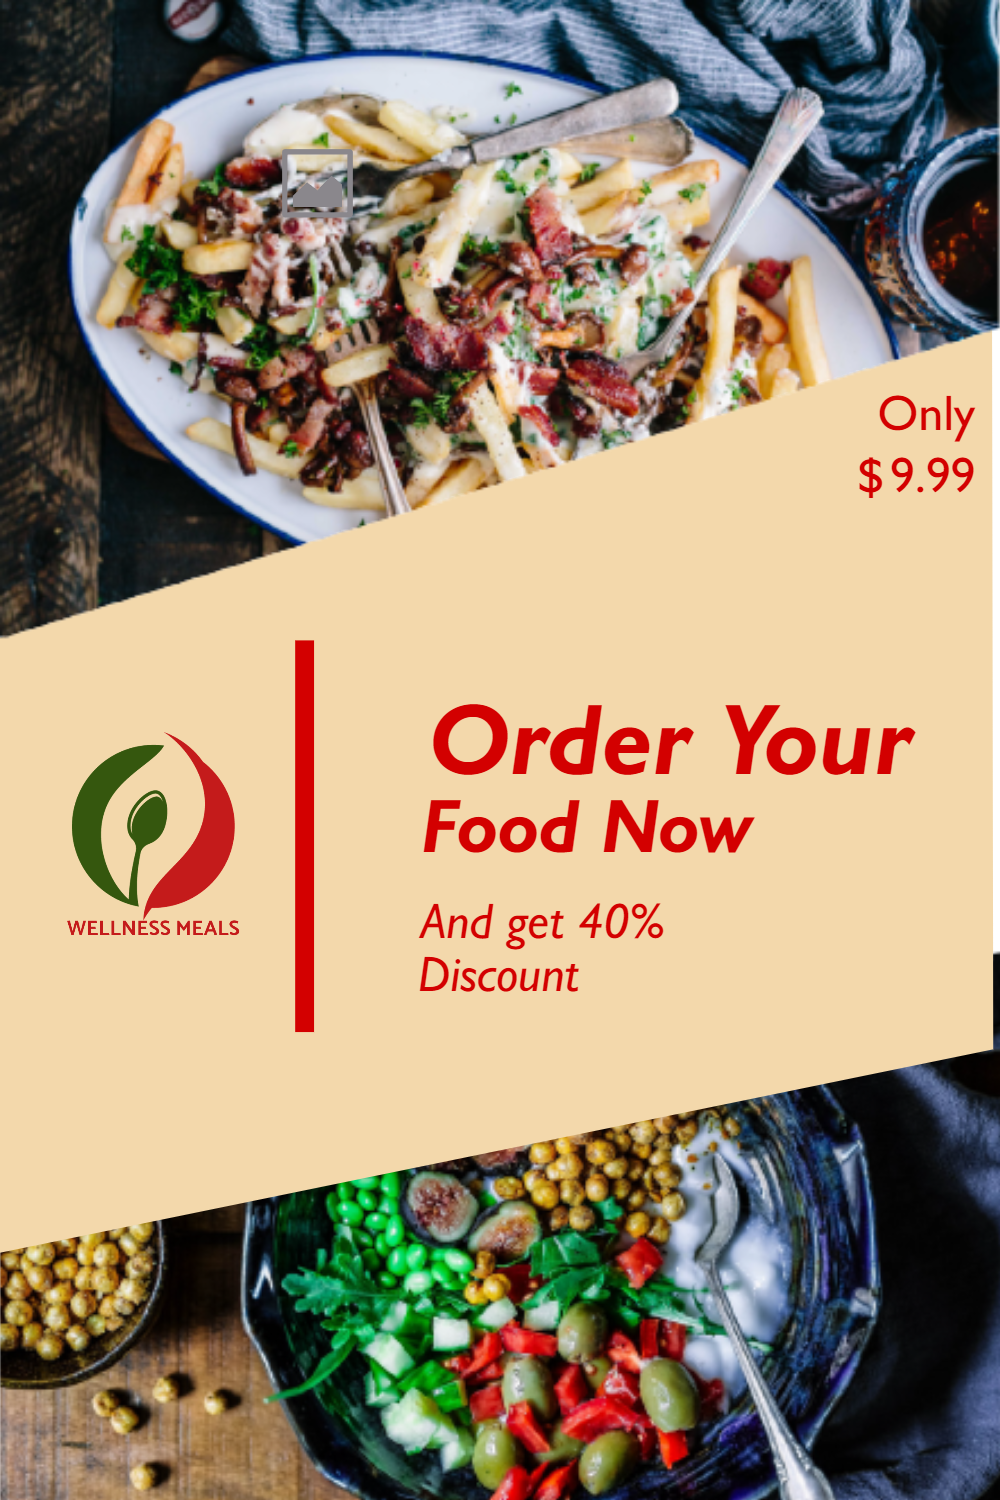 Only
$9.99
Order Your
Food Now
And get 40%
Discount
WELLNESS MEALS